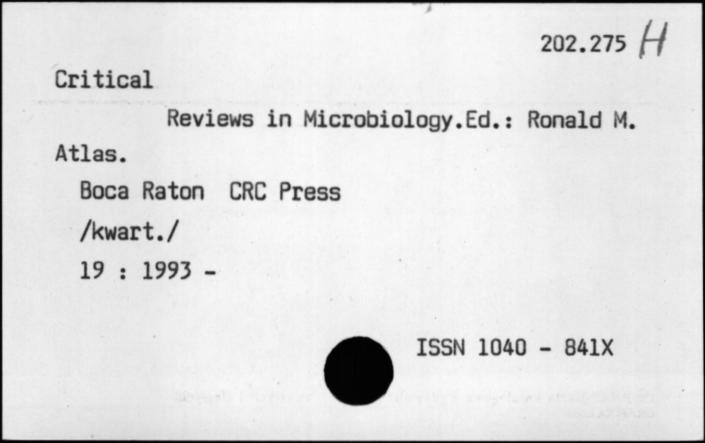 202.275 H
Critical
Reviews in Microbiology.Ed.: Ronald M.
Atlas.
Boca Raton CRC Press
/kwart./
19 : 1993 -
ISSN 1040 - 841X